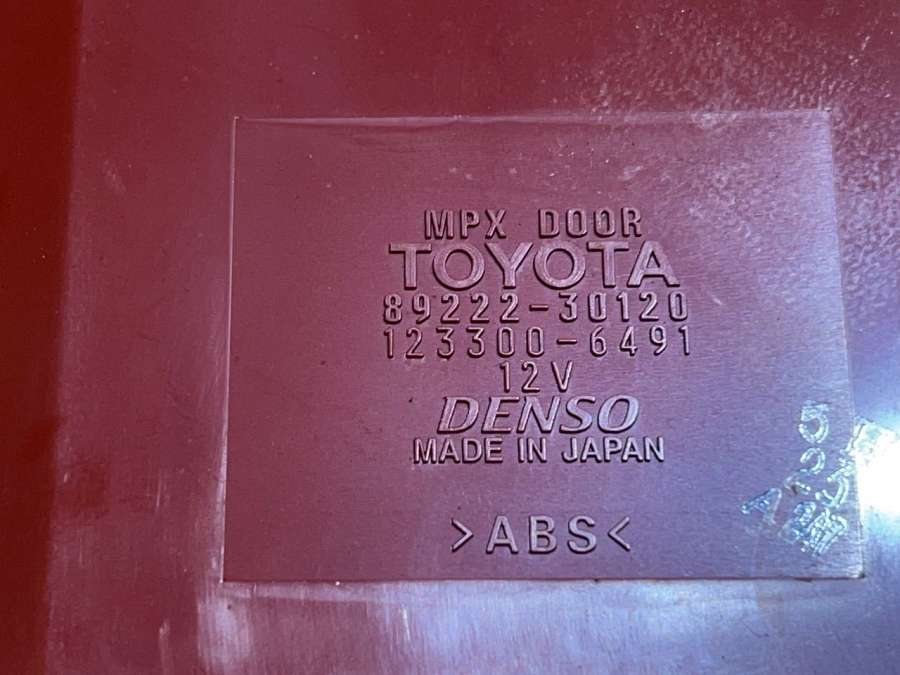 MPX DOOR
TOYOTA
89222-30120
123300-6491
12V
DENSO
MADE IN JAPAN
>ABS<